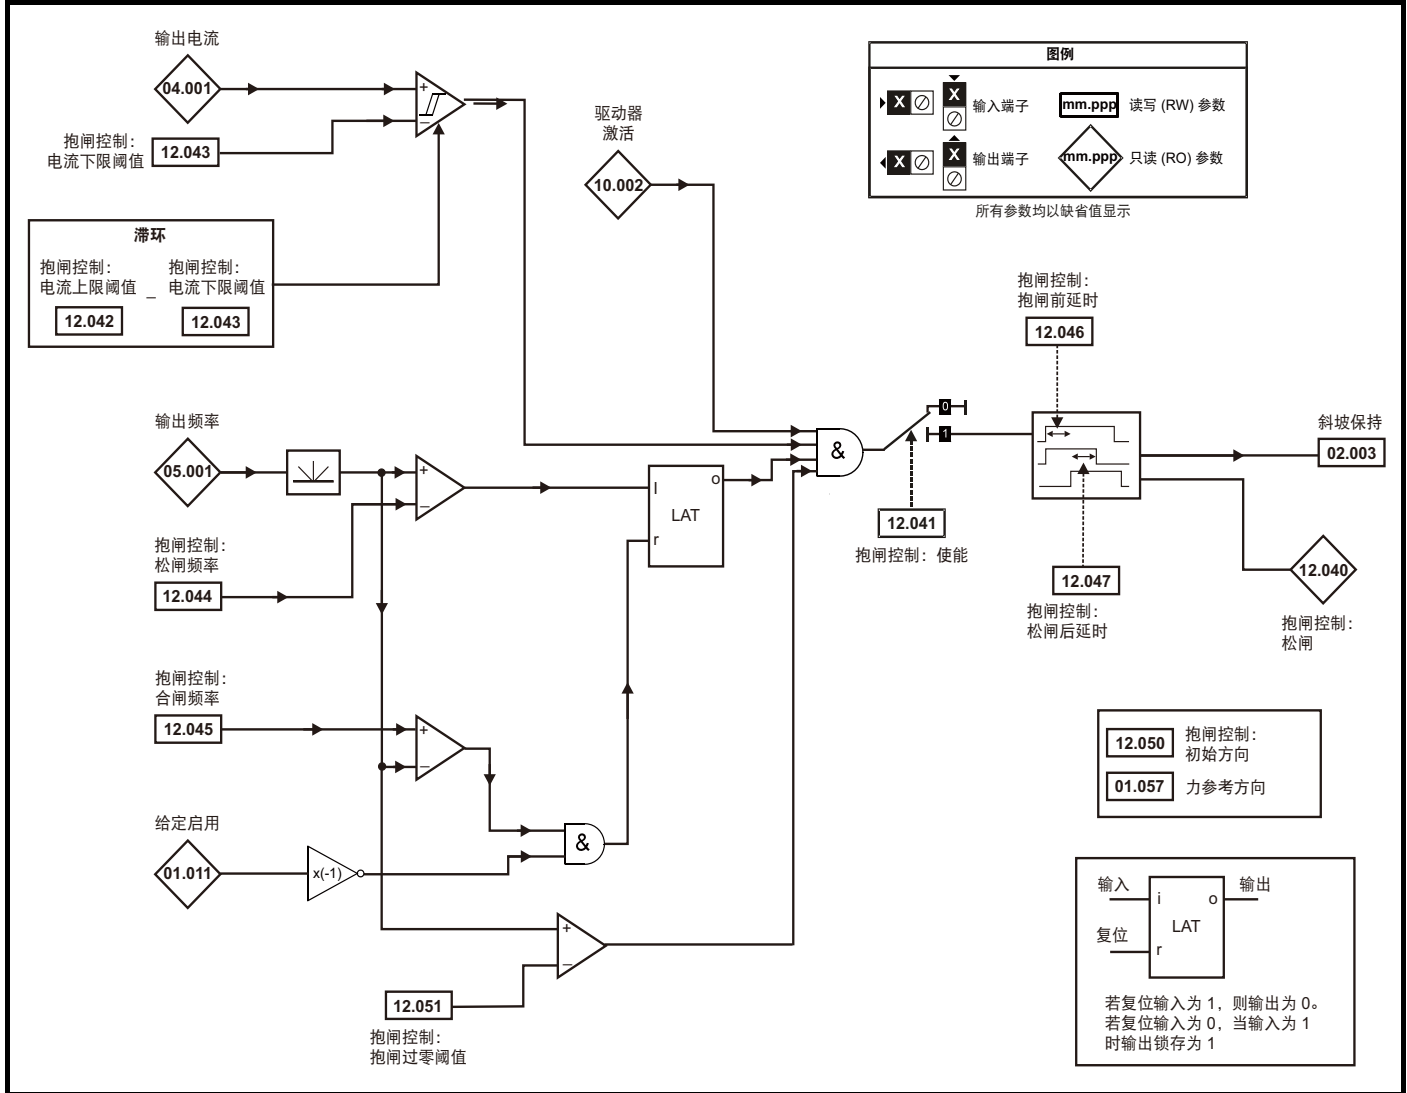 输出电流
04.001
+
−
抱闸控制：
电流下限阈值
12.043
滞环
抱闸控制：
电流上限阈值
12.042
−
抱闸控制：
电流下限阈值
12.043
驱动器
激活
10.002
图例
X
X
输入端子
mm.ppp
读写 (RW) 参数
X
X
输出端子
mm.ppp
只读 (RO) 参数
所有参数均以缺省值显示
输出频率
05.001
+
−
抱闸控制：
松闸频率
12.044
I
o
LAT
r
&
0
1
12.041
抱闸控制：使能
抱闸控制：
抱闸前延时
12.046
12.047
抱闸控制：
松闸后延时
斜坡保持
02.003
12.040
抱闸控制：
松闸
抱闸控制：
合闸频率
12.045
+
−
给定启用
01.011
x(-1)
&
+
−
12.051
抱闸控制：
抱闸过零阈值
12.050
抱闸控制：
初始方向
01.057
力参考方向
输入
i
o
输出
LAT
复位
r
若复位输入为 1，则输出为 0。
若复位输入为 0，当输入为 1
时输出锁存为 1